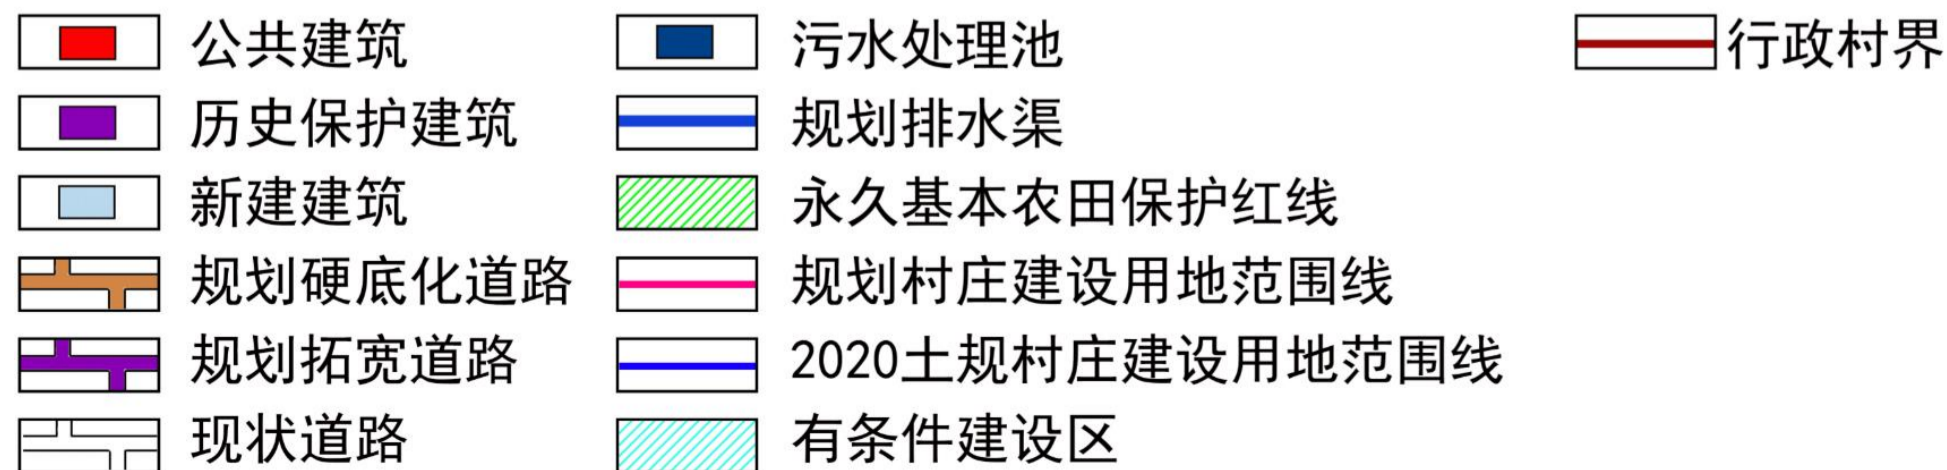 公共建筑
历史保护建筑
新建建筑
规划硬底化道路
规划拓宽道路
现状道路
污水处理池
规划排水渠
永久基本农田保护红线
规划村庄建设用地范围线
2020土规村庄建设用地范围线
有条件建设区
行政村界